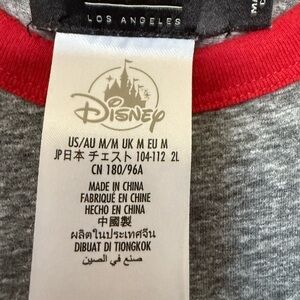 LOS ANGELES
MA
Disney
US/AU M/M UK M EU M
JP日本 チェスト 104-112 2L
CN 180/96A
MADE IN CHINA
FABRIQUÉ EN CHINE
HECHO EN CHINA
中國製
ผลิตในประเทศจีน
DIBUAT DI TIONGKOK
صنع في الصين